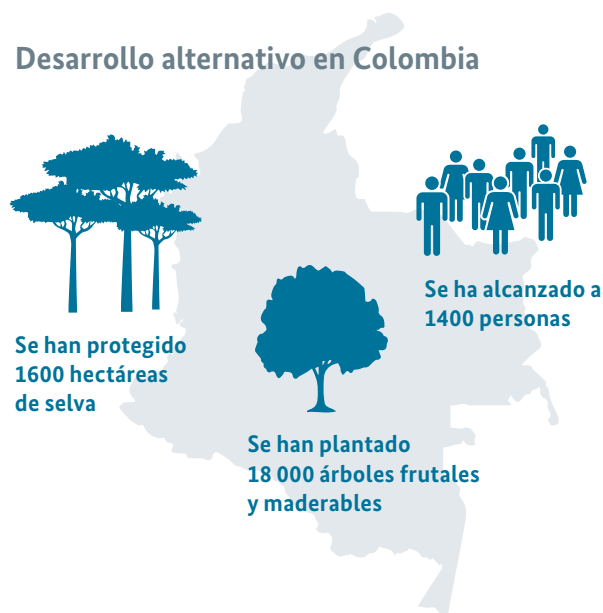 Desarrollo alternativo en Colombia
Se han protegido
1600 hectáreas
de selva
Se han plantado
18 000 árboles frutales
y maderables
Se ha alcanzado a
1400 personas